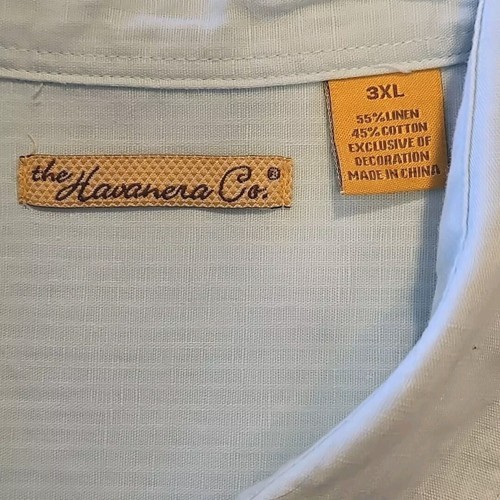 the Havanera Co.®
3XL
55%LINEN
45%COTTON
EXCLUSIVE OF
DECORATION
MADE IN CHINA